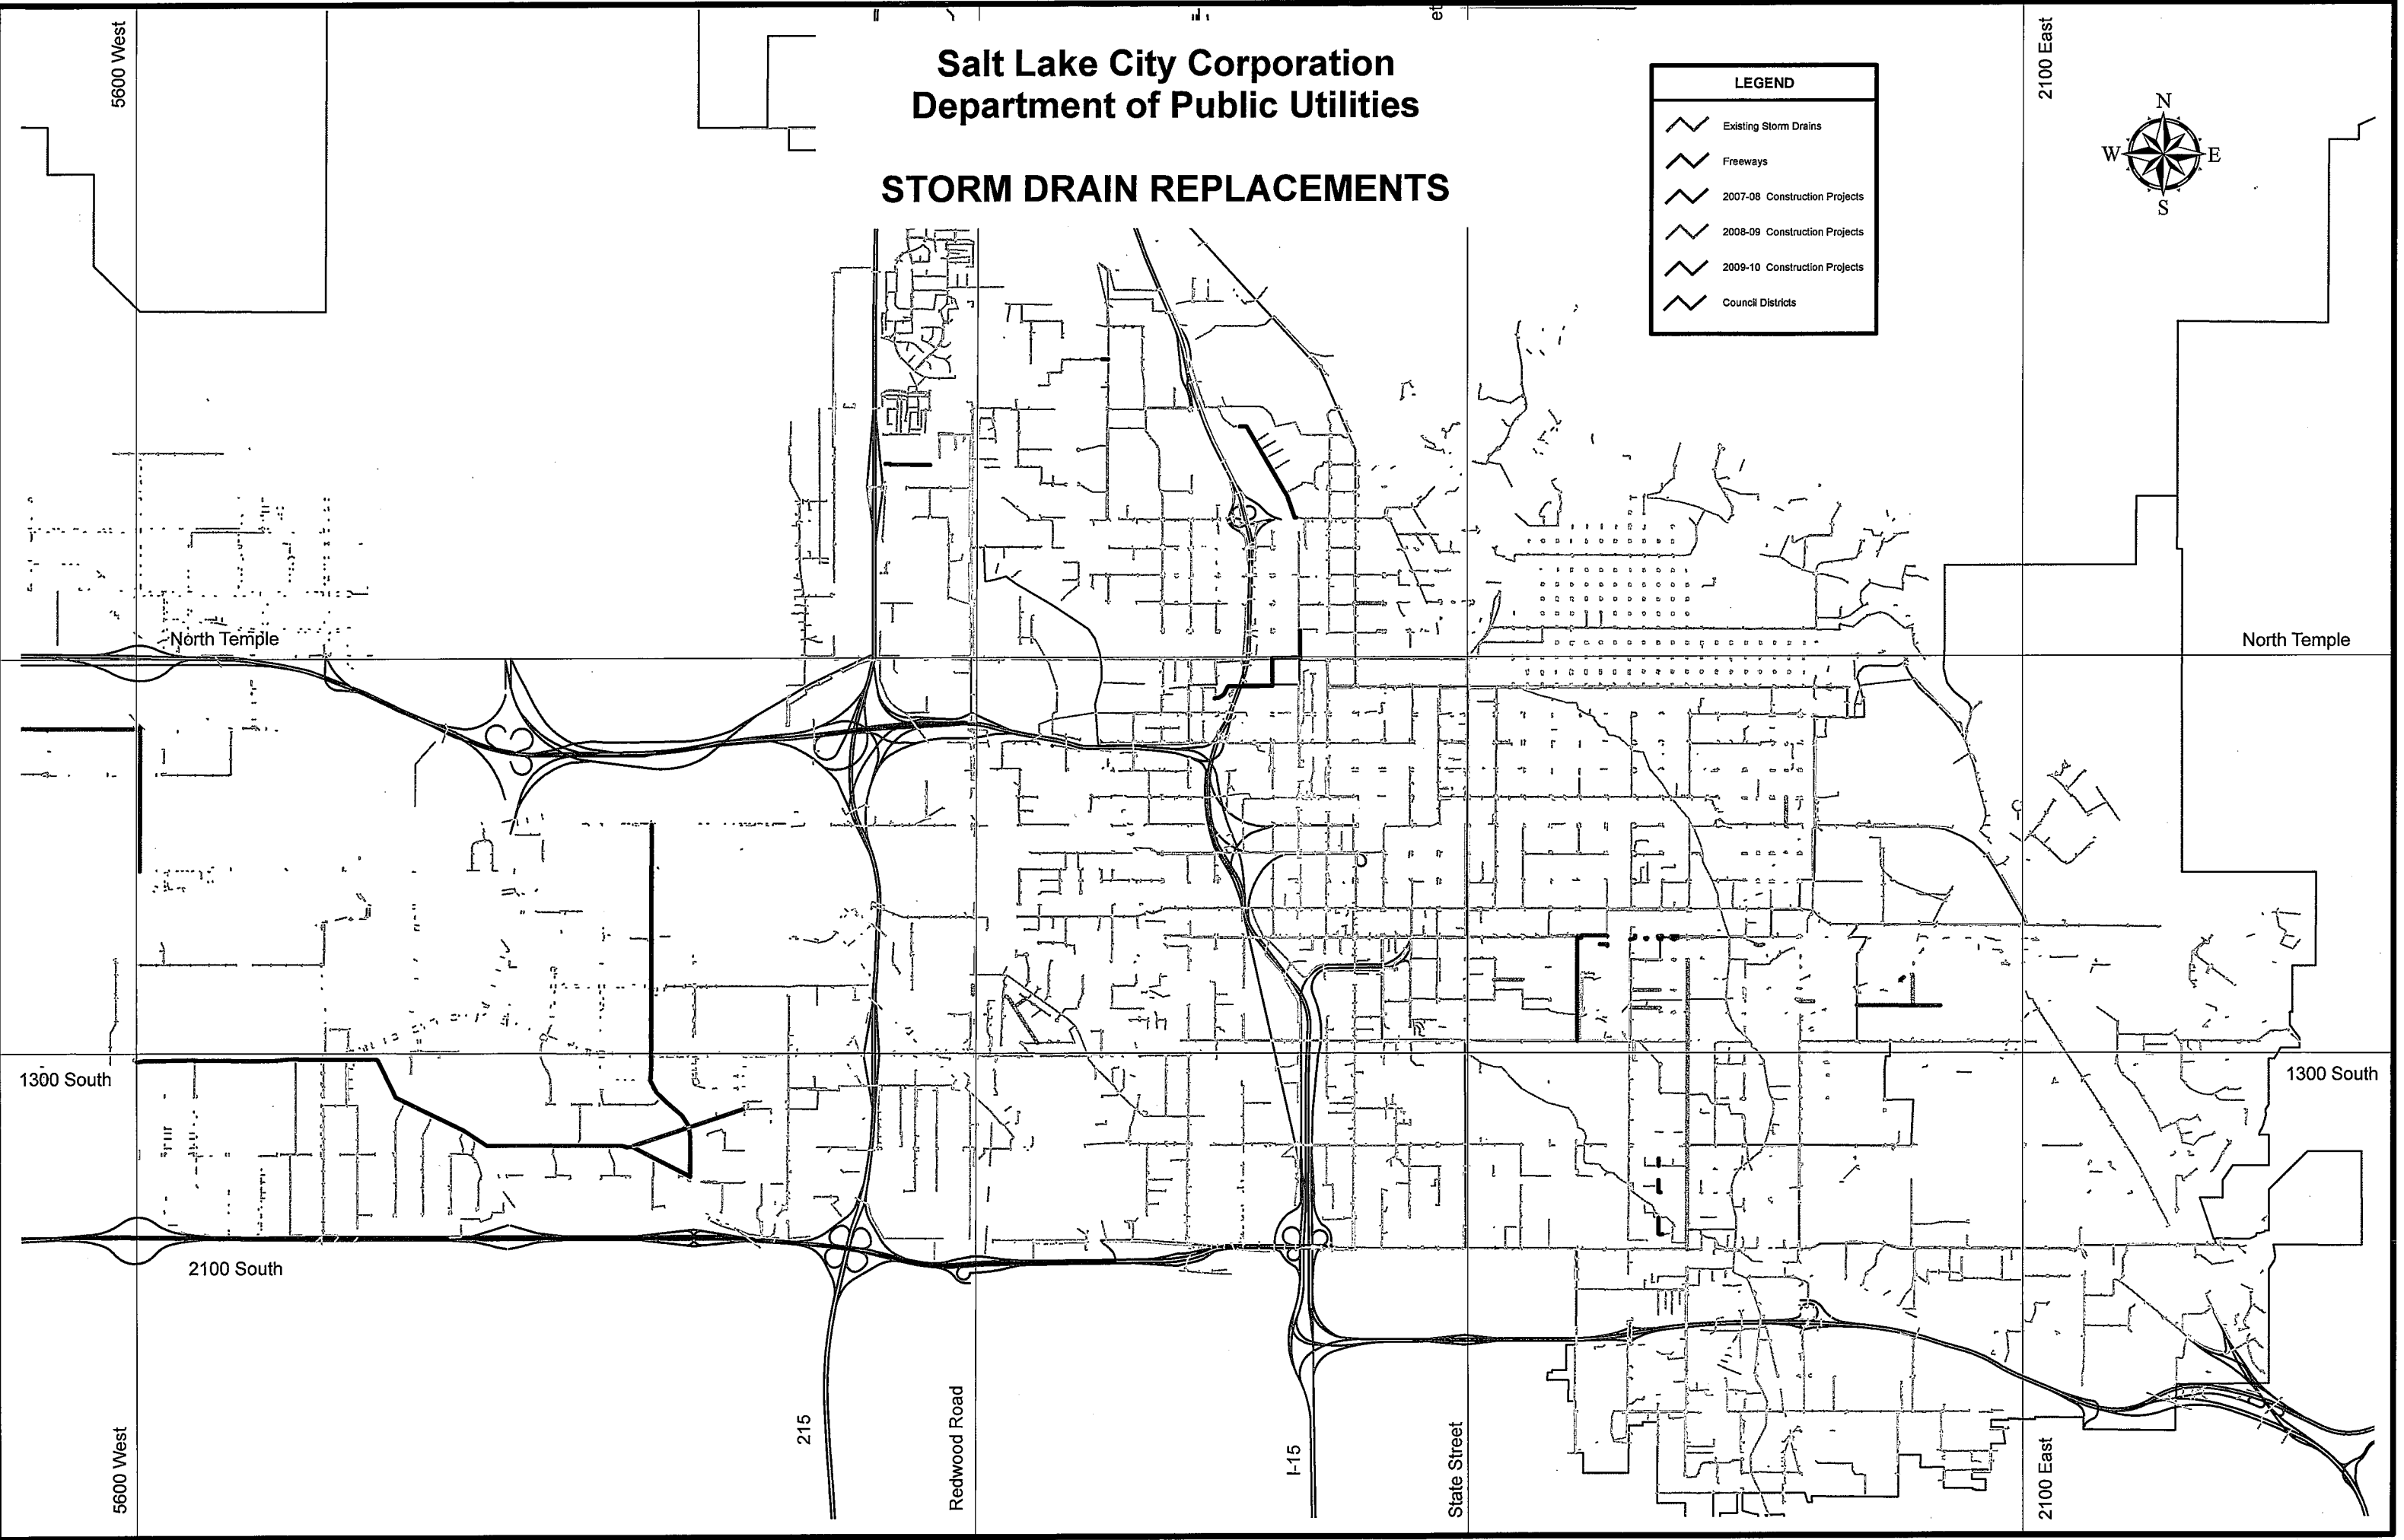 5600 West
et
2100 East
Salt Lake City Corporation
Department of Public Utilities
STORM DRAIN REPLACEMENTS
LEGEND
Existing Storm Drains
Freeways
2007-08 Construction Projects
2008-09 Construction Projects
2009-10 Construction Projects
Council Districts
N
W
E
S
North Temple
North Temple
1300 South
1300 South
2100 South
5600 West
215
Redwood Road
I-15
State Street
2100 East